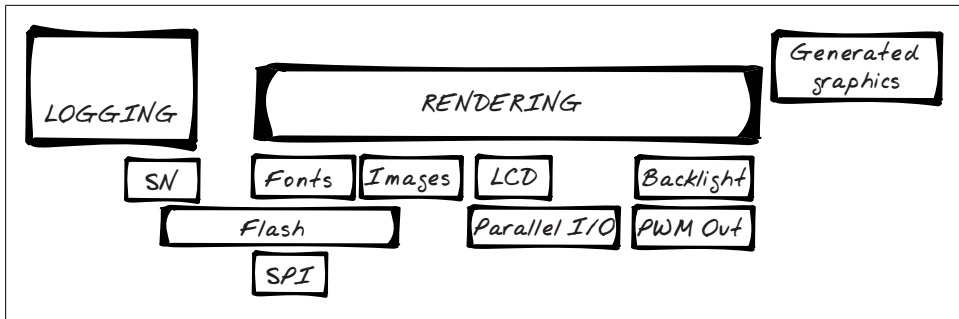 Generated
graphics
LOGGING
RENDERING
SN
Fonts
Images
LCD
Backlight
Flash
Parallel I/O
PWM Out
SPI